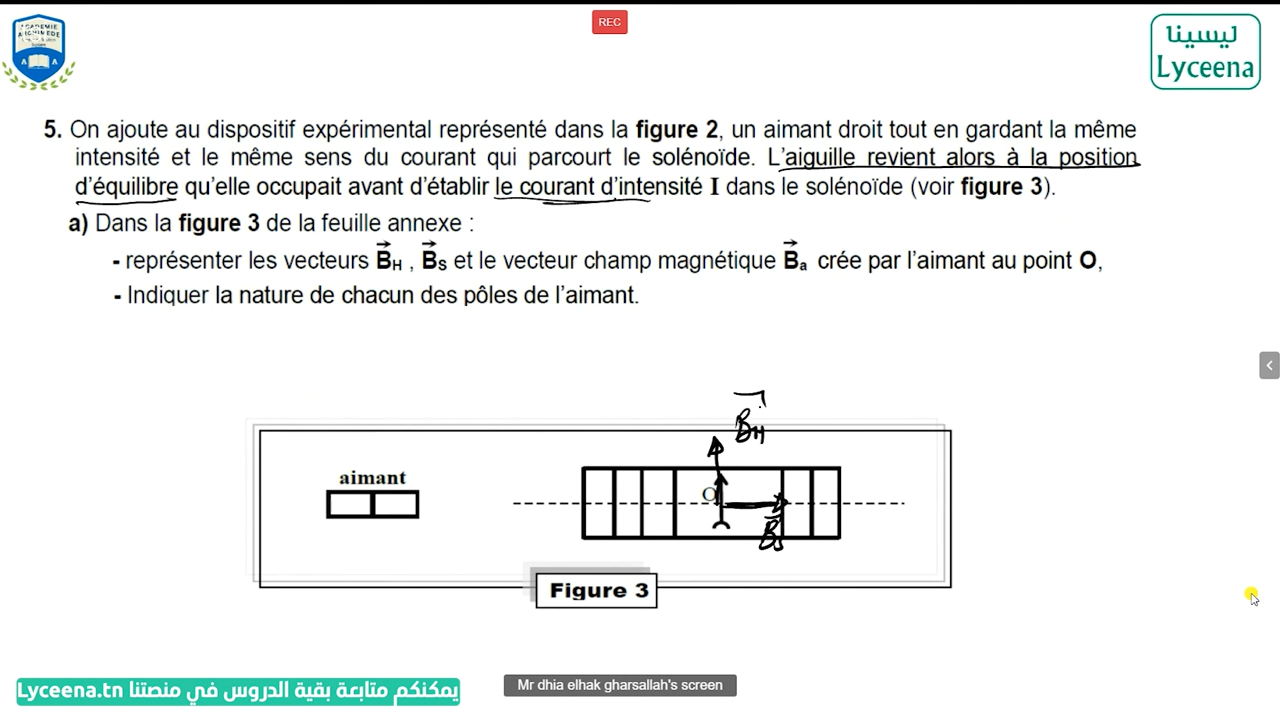 REC
ACADEMIE
ARCHIMEDE
ليسينا
Lyceena
5. On ajoute au dispositif expérimental représenté dans la figure 2, un aimant droit tout en gardant la même
intensité et le même sens du courant qui parcourt le solénoïde. L'aiguille revient alors à la position
d'équilibre qu'elle occupait avant d'établir le courant d'intensité I dans le solénoïde (voir figure 3).
a) Dans la figure 3 de la feuille annexe :
- représenter les vecteurs B⃗H , B⃗S et le vecteur champ magnétique B⃗a crée par l'aimant au point O,
- Indiquer la nature de chacun des pôles de l'aimant.
B⃗H
aimant
O
B⃗s
Figure 3
يمكنكم متابعة بقية الدروس في منصتنا Lyceena.tn
Mr dhia elhak gharsallah's screen